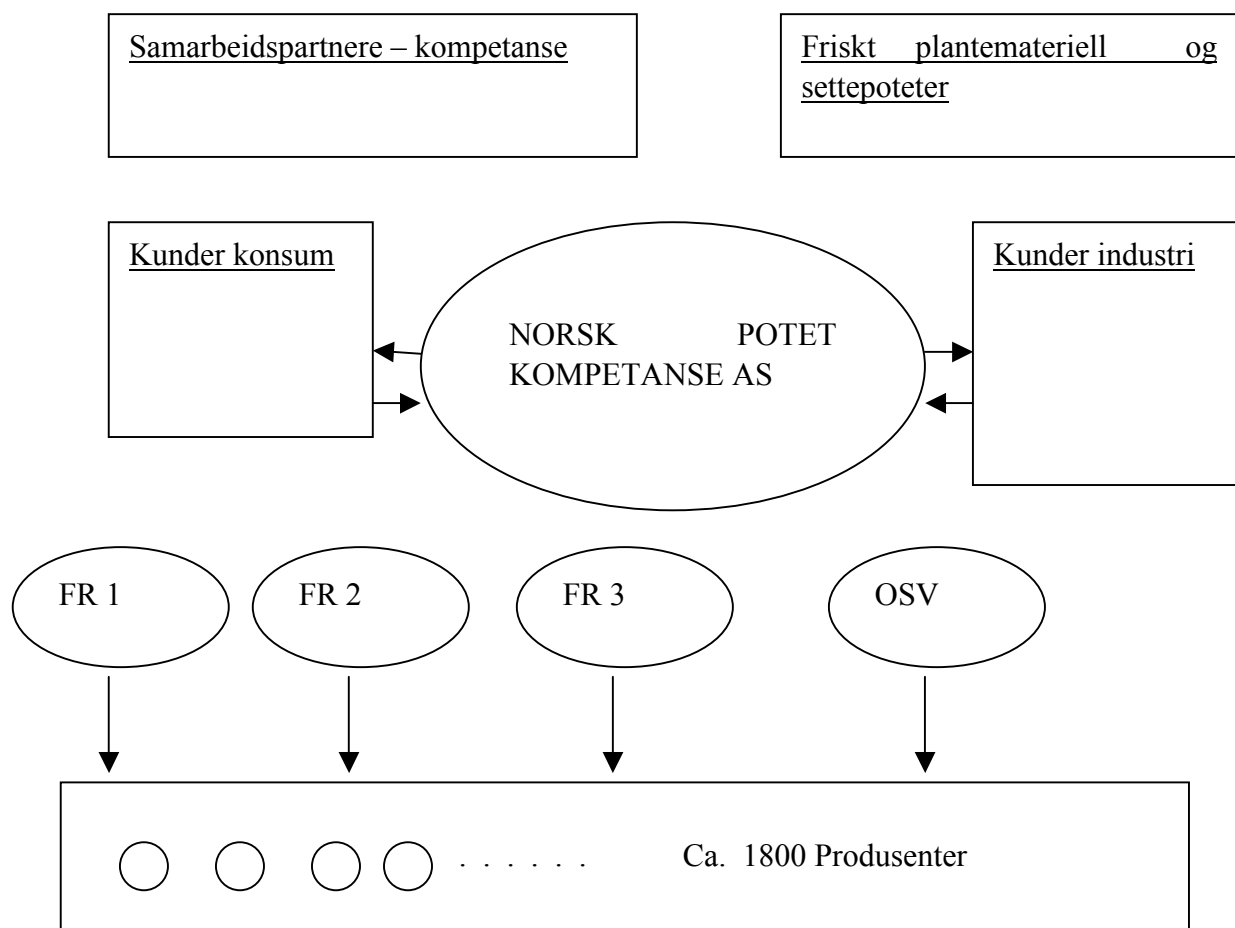 Samarbeidspartnere – kompetanse
Friskt plantemateriell og
settepoteter
Kunder konsum
NORSK POTET
KOMPETANSE AS
Kunder industri
FR 1
FR 2
FR 3
OSV
. . . . . .
Ca. 1800 Produsenter